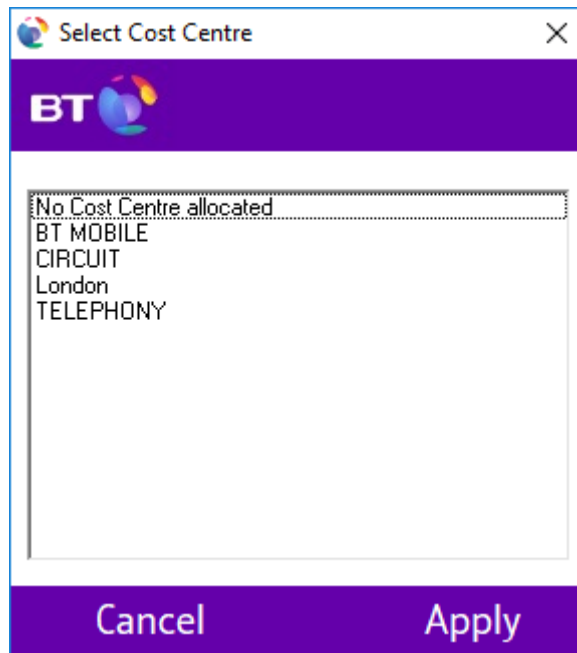 Select Cost Centre
BT
No Cost Centre allocated
BT MOBILE
CIRCUIT
London
TELEPHONY
Cancel Apply